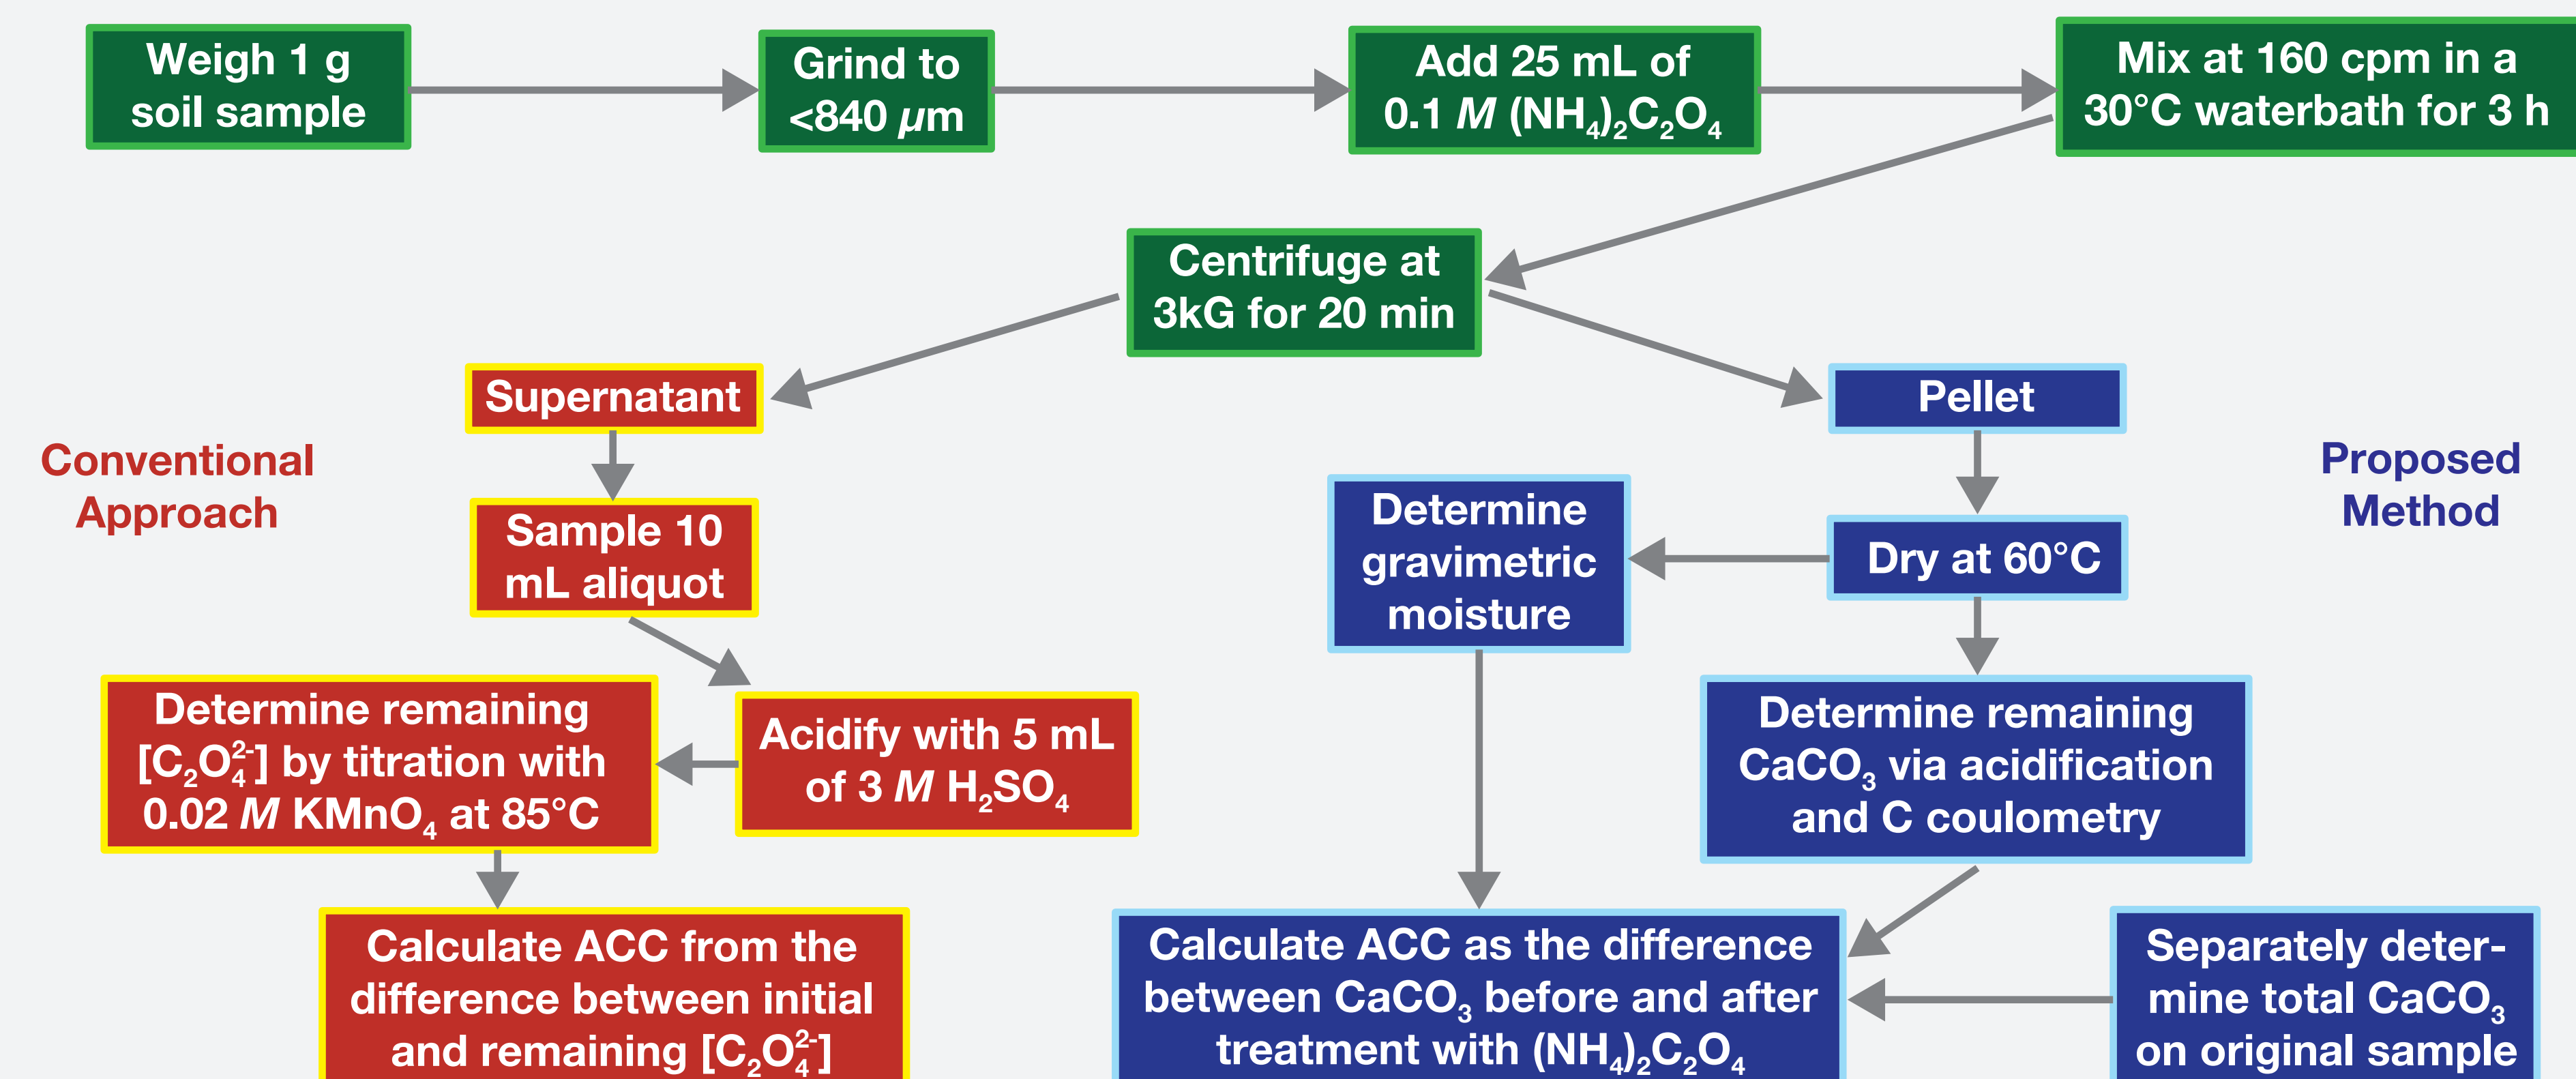 Weigh 1 g
soil sample
Grind to
<840 µm
Add 25 mL of
0.1 M (NH₄)₂C₂O₄
Mix at 160 cpm in a
30°C waterbath for 3 h
Centrifuge at
3kG for 20 min
Supernatant
Pellet
Conventional
Approach
Proposed
Method
Sample 10
mL aliquot
Determine
gravimetric
moisture
Dry at 60°C
Acidify with 5 mL
of 3 M H₂SO₄
Determine remaining
[C₂O₄²⁻] by titration with
0.02 M KMnO₄ at 85°C
Determine remaining
CaCO₃ via acidification
and C coulometry
Calculate ACC from the
difference between initial
and remaining [C₂O₄²⁻]
Calculate ACC as the difference
between CaCO₃ before and after
treatment with (NH₄)₂C₂O₄
Separately deter-
mine total CaCO₃
on original sample